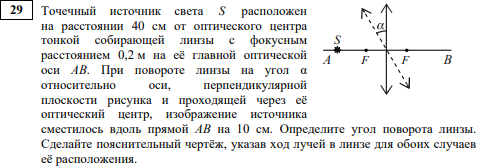 29
Точечный источник света S расположен
на расстоянии 40 см от оптического центра
тонкой собирающей линзы с фокусным
расстоянием 0,2 м на её главной оптической
оси AB. При повороте линзы на угол α
относительно оси, перпендикулярной
плоскости рисунка и проходящей через её
оптический центр, изображение источника
сместилось вдоль прямой AB на 10 см. Определите угол поворота линзы.
Сделайте пояснительный чертёж, указав ход лучей в линзе для обоих случаев
её расположения.
α
S
A F F B